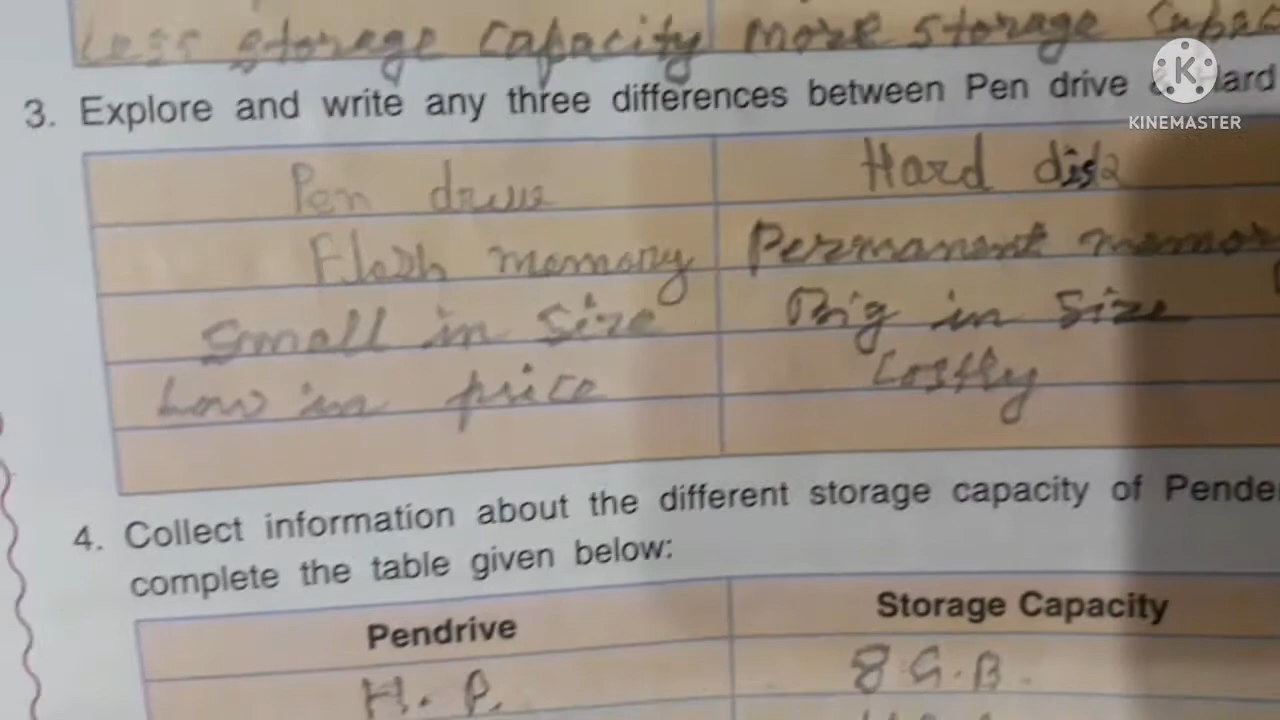 Less storage capacity more storage
3. Explore and write any three differences between Pen drive & Hard
KINEMASTER
Pen drive Hard disk
Flash memory Permanent memor
Small in size Big in size
Low in price Costly
4. Collect information about the different storage capacity of Pende
complete the table given below:
Pendrive Storage Capacity
H. P. 8 G.B.